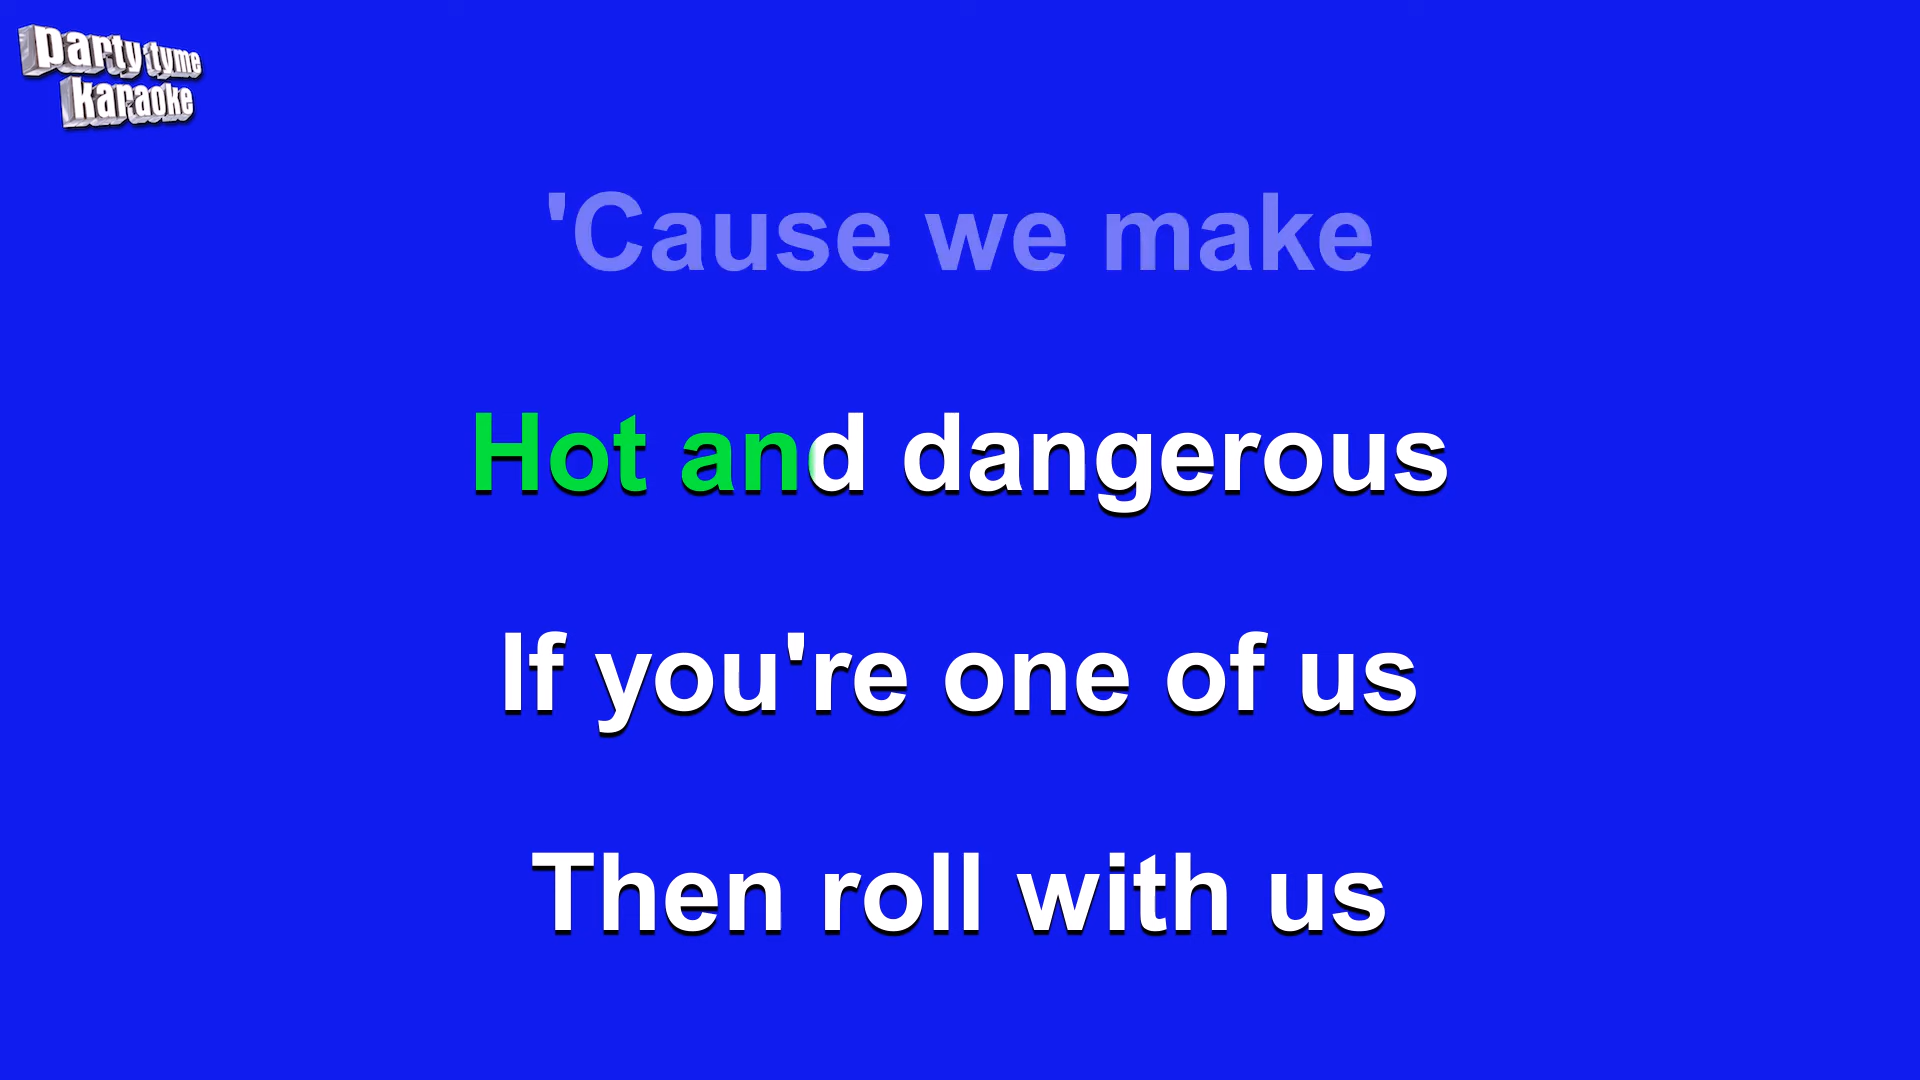 party tyme
karaoke
'Cause we make
Hot and dangerous
If you're one of us
Then roll with us